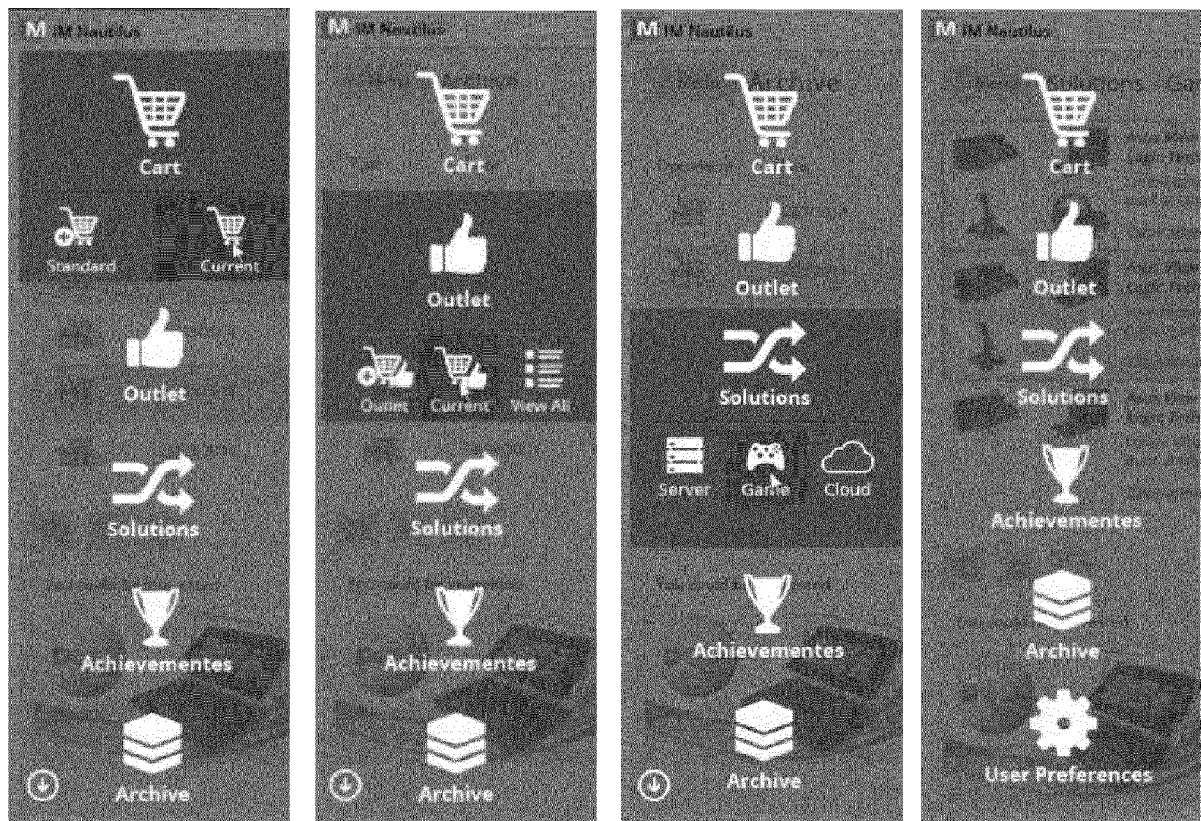 M iM Nautilus
Cart
Standard Current
Outlet
Solutions
Achievementes
Archive
M iM Nautilus
Cart
Outlet
Outlet Current View All
Solutions
Achievementes
Archive
M iM Nautilus
Cart
Outlet
Solutions
Server Game Cloud
Achievementes
Archive
M iM Nautilus
Cart
Outlet
Solutions
Achievementes
Archive
User Preferences